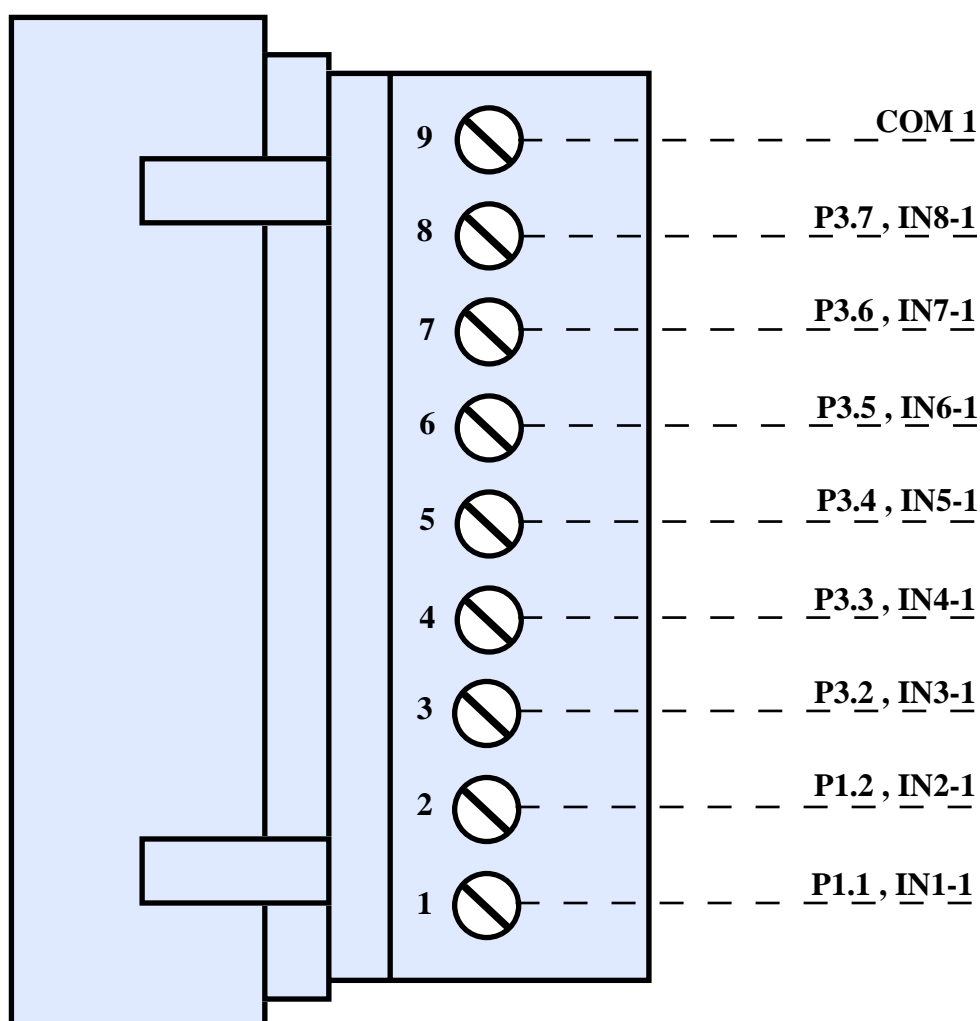 9 COM 1
8 P3.7 , IN8-1
7 P3.6 , IN7-1
6 P3.5 , IN6-1
5 P3.4 , IN5-1
4 P3.3 , IN4-1
3 P3.2 , IN3-1
2 P1.2 , IN2-1
1 P1.1 , IN1-1